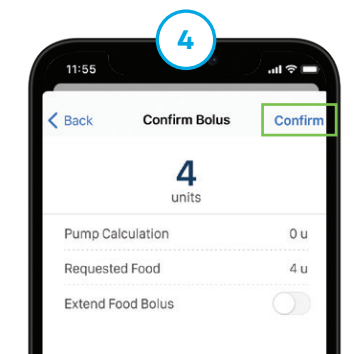 4
11:55
Back Confirm Bolus Confirm
4
units
Pump Calculation 0 u
Requested Food 4 u
Extend Food Bolus